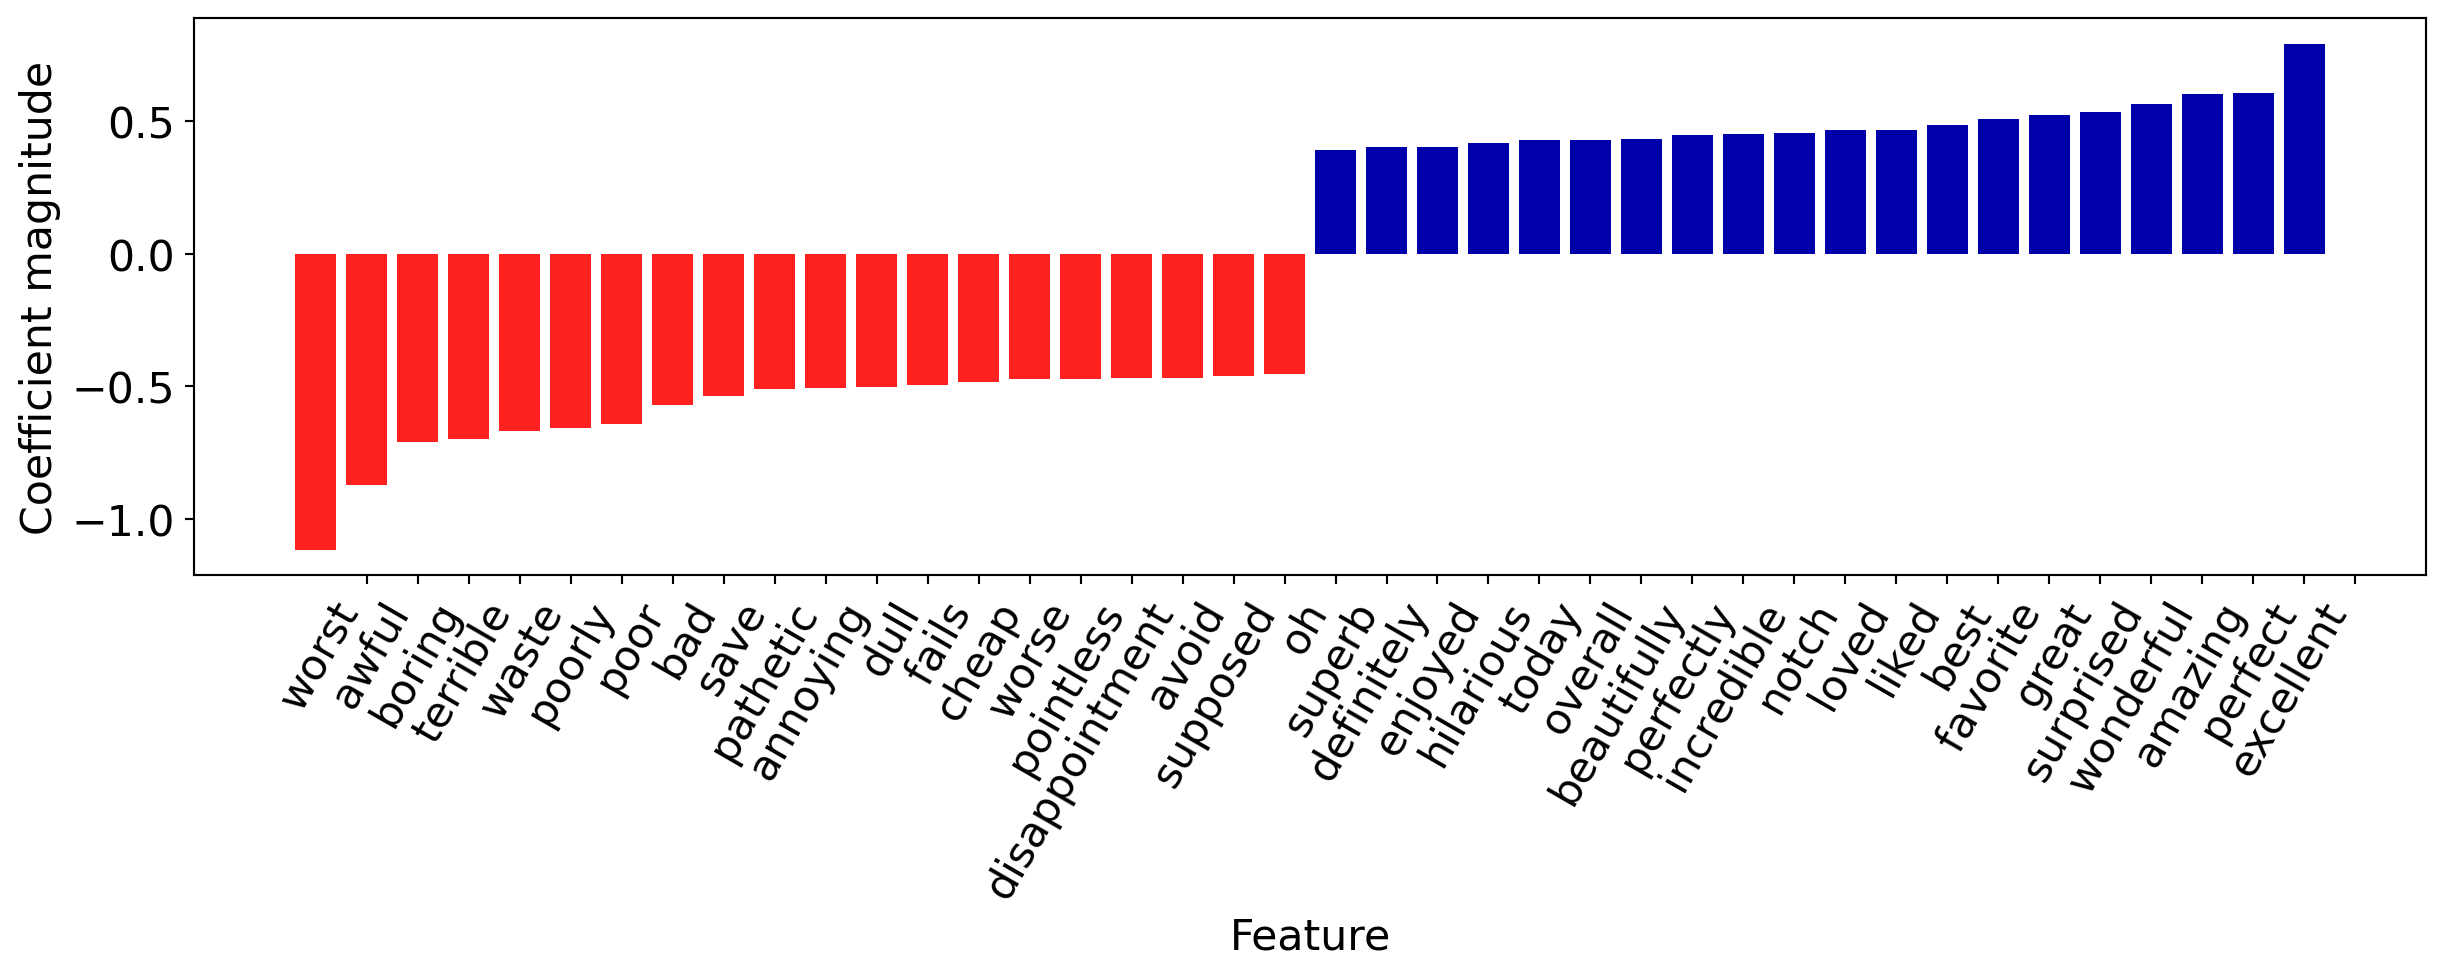 Coefficient magnitude
0.5
0.0
−0.5
−1.0
worst
awful
boring
terrible
waste
poorly
poor
bad
save
pathetic
annoying
dull
fails
cheap
worse
pointless
disappointment
avoid
supposed
oh
superb
definitely
enjoyed
hilarious
today
overall
beautifully
perfectly
incredible
notch
loved
liked
best
favorite
great
surprised
wonderful
amazing
perfect
excellent
Feature